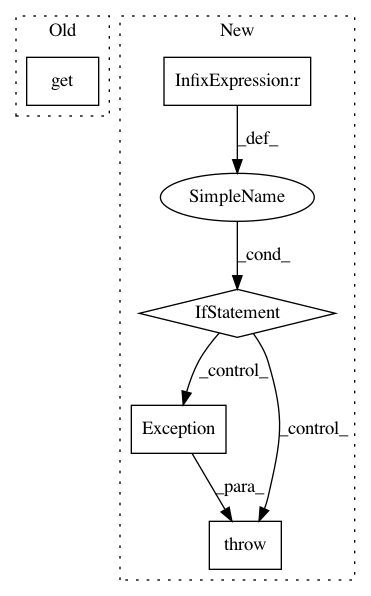 Old
New
get
InfixExpression:r
_def_
SimpleName
_cond_
IfStatement
_control_
_control_
Exception
_para_
throw